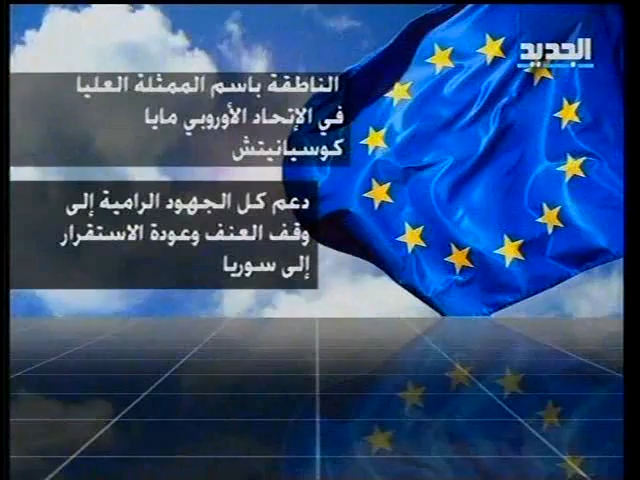 الجديد
الناطقة باسم الممثلة العليا
في الإتحاد الأوروبي مايا
كوسيانيتش
دعم كل الجهود الرامية إلى
وقف العنف وعودة الاستقرار
إلى سوريا